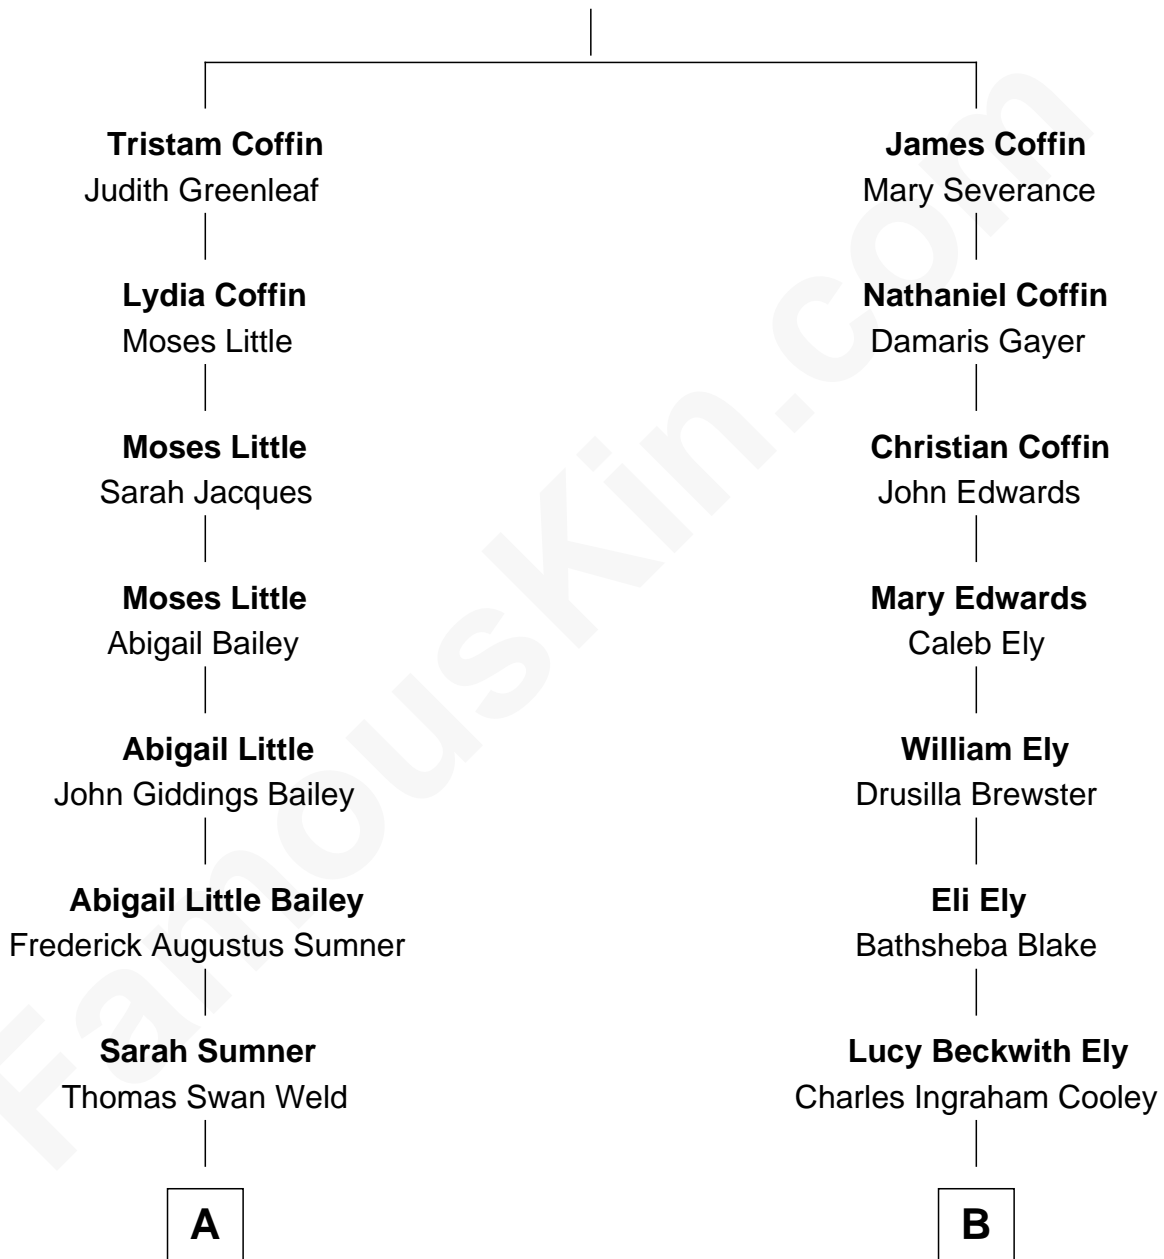 Tristam Coffin
Judith Greenleaf
Lydia Coffin
Moses Little
Moses Little
Sarah Jacques
Moses Little
Abigail Bailey
Abigail Little
John Giddings Bailey
Abigail Little Bailey
Frederick Augustus Sumner
Sarah Sumner
Thomas Swan Weld
A
James Coffin
Mary Severance
Nathaniel Coffin
Damaris Gayer
Christian Coffin
John Edwards
Mary Edwards
Caleb Ely
William Ely
Drusilla Brewster
Eli Ely
Bathsheba Blake
Lucy Beckwith Ely
Charles Ingraham Cooley
B
FamousKin.com